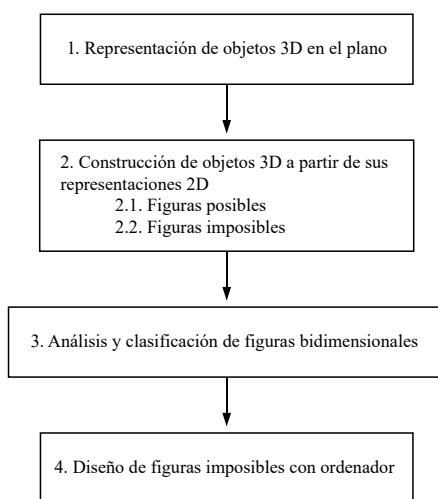 1. Representación de objetos 3D en el plano
2. Construcción de objetos 3D a partir de sus
representaciones 2D
2.1. Figuras posibles
2.2. Figuras imposibles
3. Análisis y clasificación de figuras bidimensionales
4. Diseño de figuras imposibles con ordenador